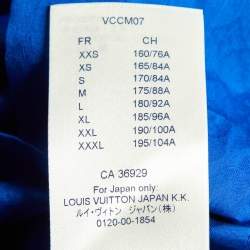 VCCM07
FR CH
XXS 160/76A
XS 165/84A
S 170/84A
M 175/88A
L 180/92A
XL 185/96A
XXL 190/100A
XXXL 195/104A
CA 36929
For Japan only:
LOUIS VUITTON JAPAN K.K.
ルイ・ヴィトン ジャパン(株)
0120-00-1854